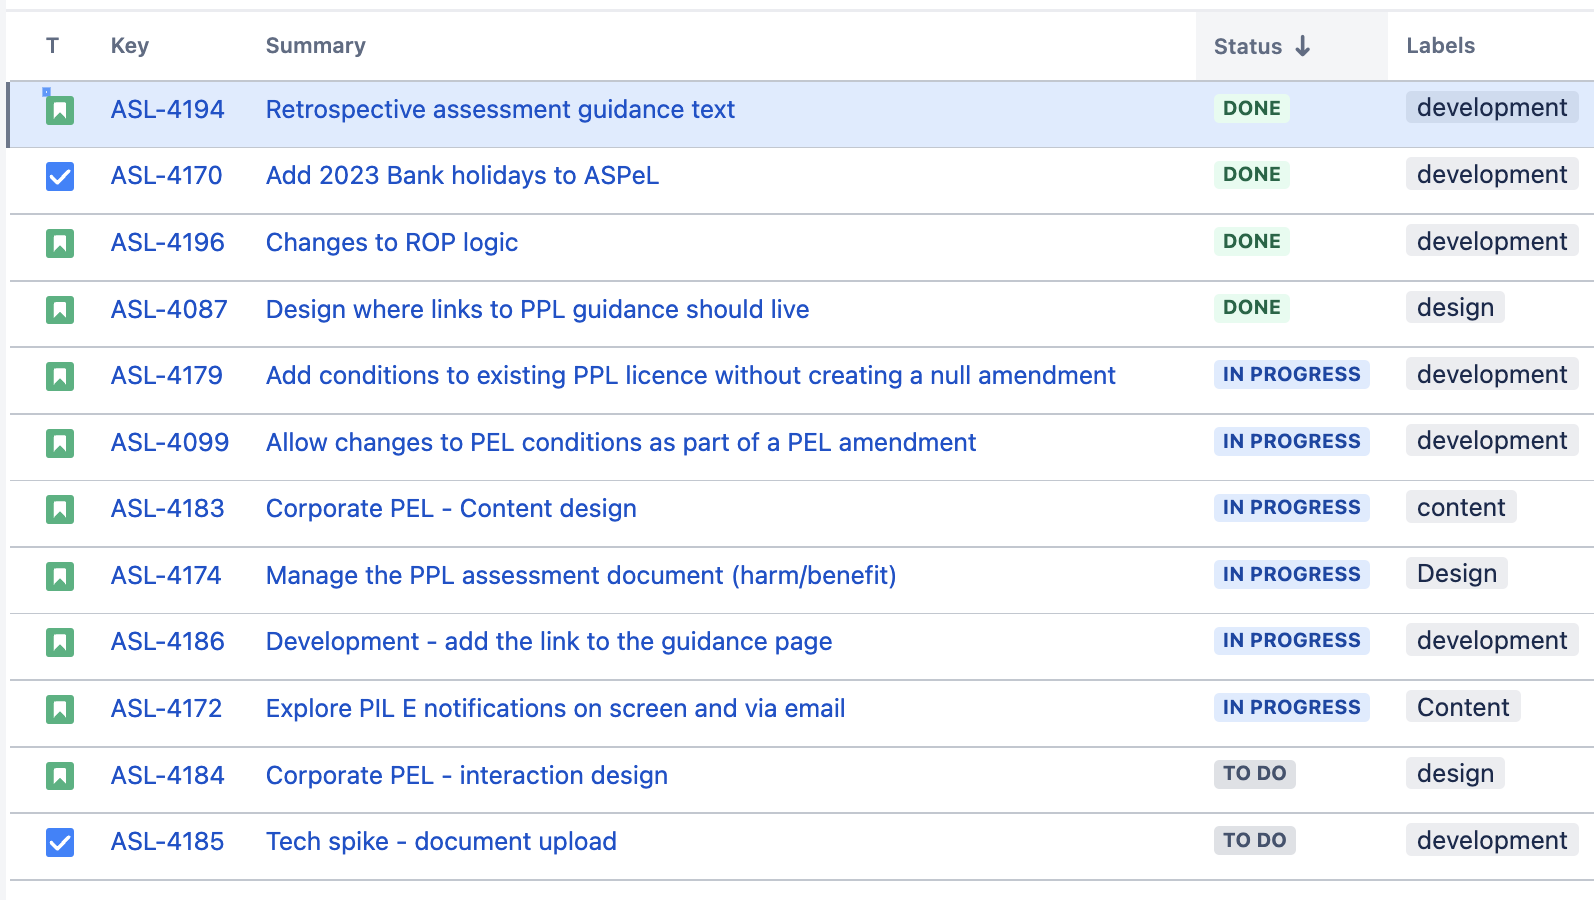 T Key Summary Status Labels
ASL-4194 Retrospective assessment guidance text DONE development
ASL-4170 Add 2023 Bank holidays to ASPeL DONE development
ASL-4196 Changes to ROP logic DONE development
ASL-4087 Design where links to PPL guidance should live DONE design
ASL-4179 Add conditions to existing PPL licence without creating a null amendment IN PROGRESS development
ASL-4099 Allow changes to PEL conditions as part of a PEL amendment IN PROGRESS development
ASL-4183 Corporate PEL - Content design IN PROGRESS content
ASL-4174 Manage the PPL assessment document (harm/benefit) IN PROGRESS Design
ASL-4186 Development - add the link to the guidance page IN PROGRESS development
ASL-4172 Explore PIL E notifications on screen and via email IN PROGRESS Content
ASL-4184 Corporate PEL - interaction design TO DO design
ASL-4185 Tech spike - document upload TO DO development